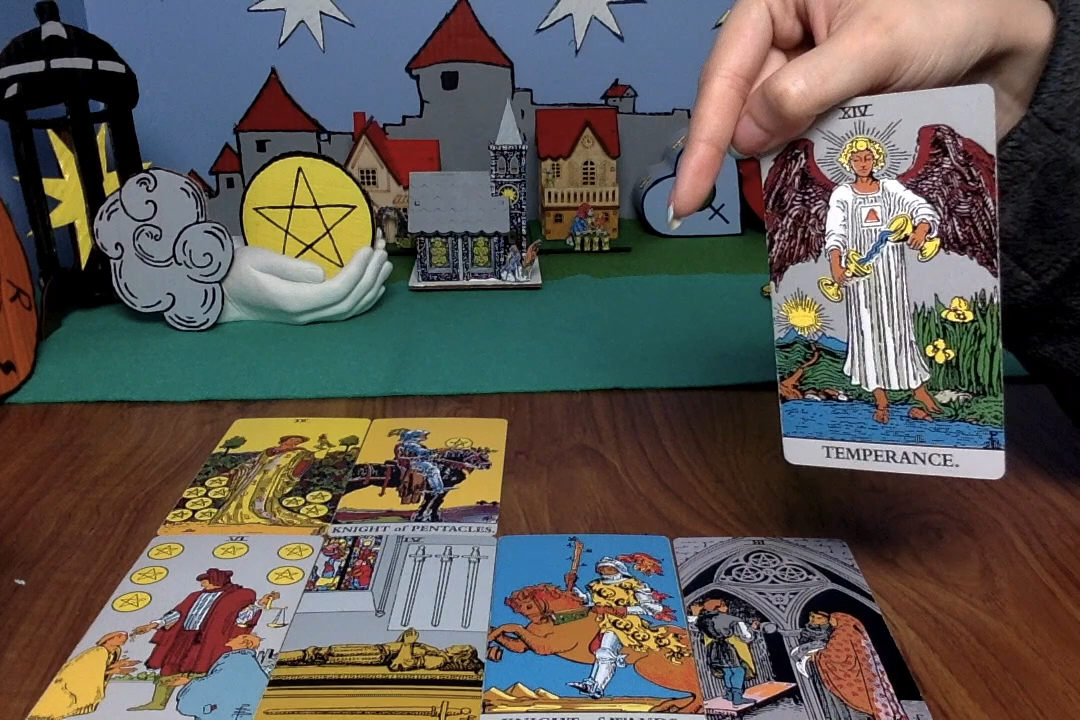 XIV
TEMPERANCE.
IX
KNIGHT of PENTACLES.
VI
IV
III